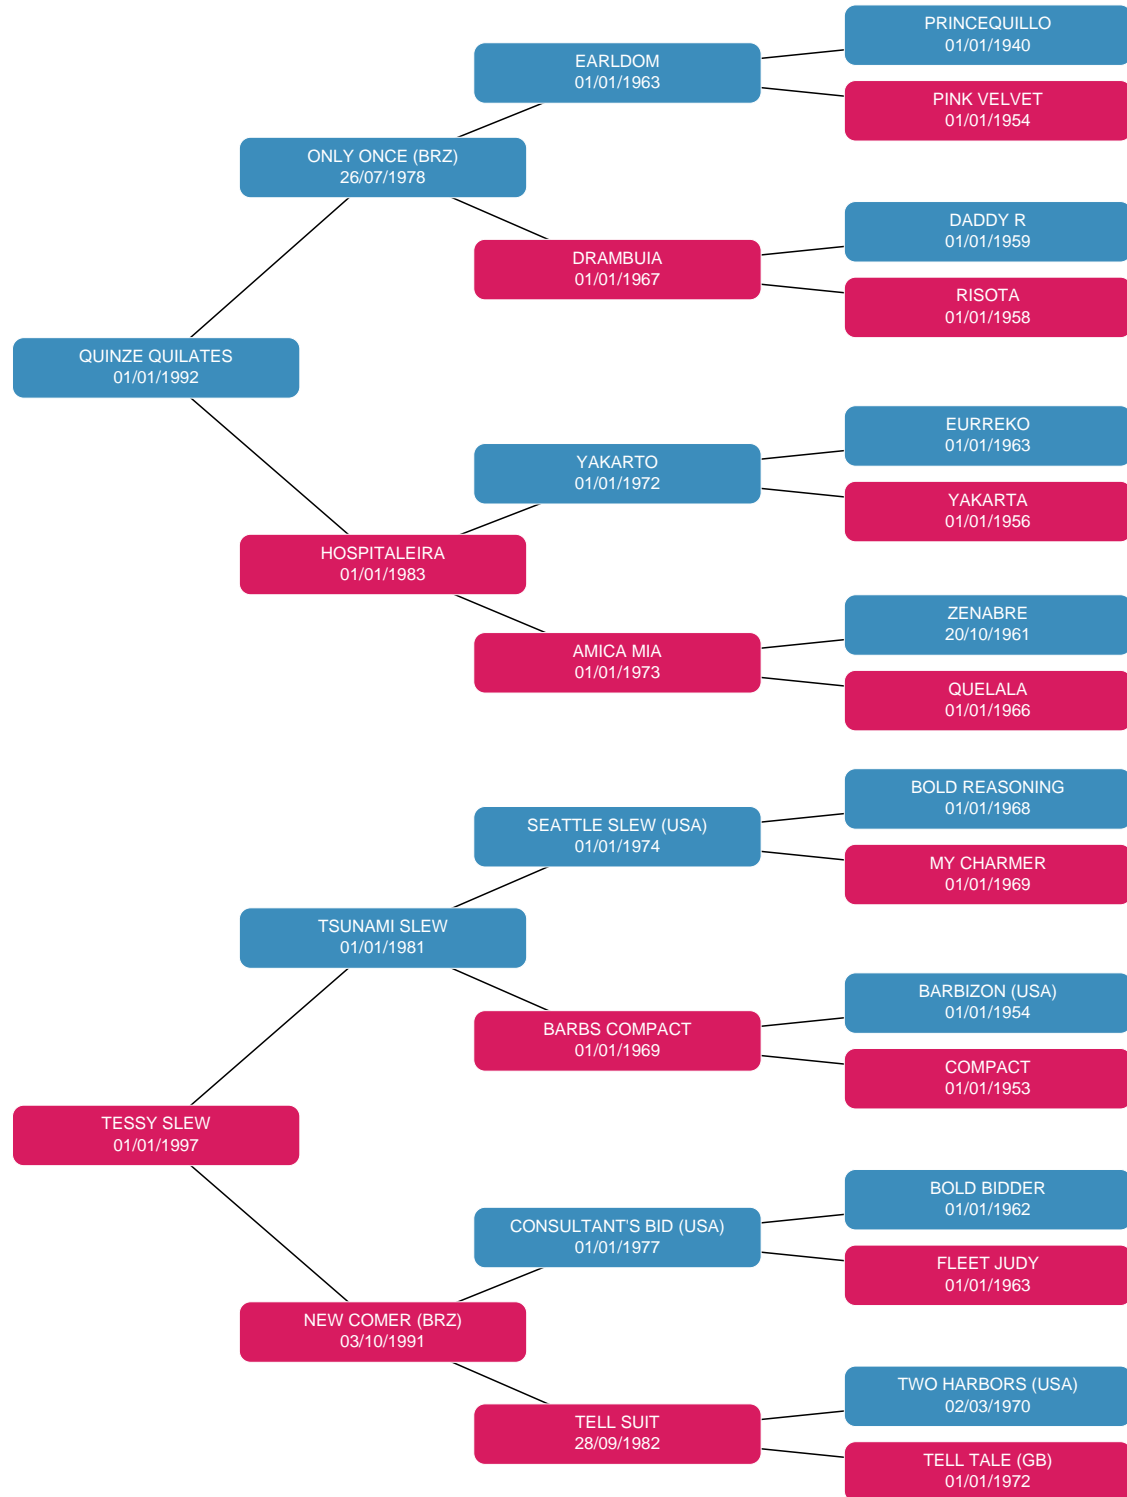 PRINCEQUILLO
01/01/1940
EARLDOM
01/01/1963
PINK VELVET
01/01/1954
ONLY ONCE (BRZ)
26/07/1978
DADDY R
01/01/1959
DRAMBUIA
01/01/1967
RISOTA
01/01/1958
QUINZE QUILATES
01/01/1992
EURREKO
01/01/1963
YAKARTO
01/01/1972
YAKARTA
01/01/1956
HOSPITALEIRA
01/01/1983
ZENABRE
20/10/1961
AMICA MIA
01/01/1973
QUELALA
01/01/1966
BOLD REASONING
01/01/1968
SEATTLE SLEW (USA)
01/01/1974
MY CHARMER
01/01/1969
TSUNAMI SLEW
01/01/1981
BARBIZON (USA)
01/01/1954
BARBS COMPACT
01/01/1969
COMPACT
01/01/1953
TESSY SLEW
01/01/1997
BOLD BIDDER
01/01/1962
CONSULTANT'S BID (USA)
01/01/1977
FLEET JUDY
01/01/1963
NEW COMER (BRZ)
03/10/1991
TWO HARBORS (USA)
02/03/1970
TELL SUIT
28/09/1982
TELL TALE (GB)
01/01/1972